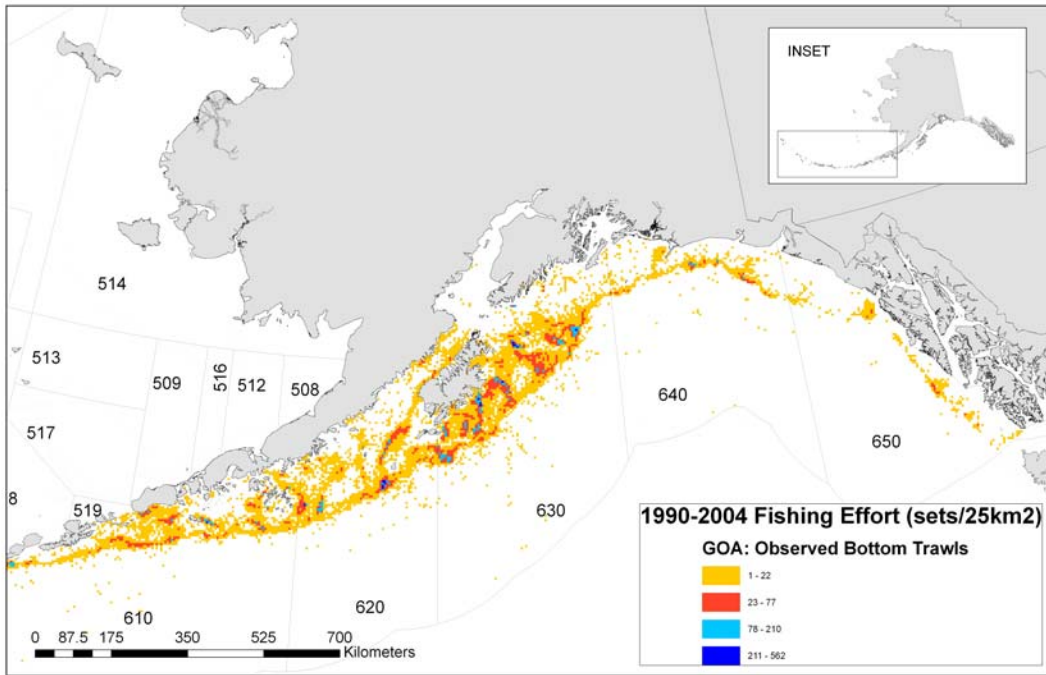 INSET
514
513
509
516
512
508
517
8
519
640
650
630
620
610
0 87.5 175 350 525 700
Kilometers
1990-2004 Fishing Effort (sets/25km2)
GOA: Observed Bottom Trawls
1 - 22
23 - 77
78 - 210
211 - 562